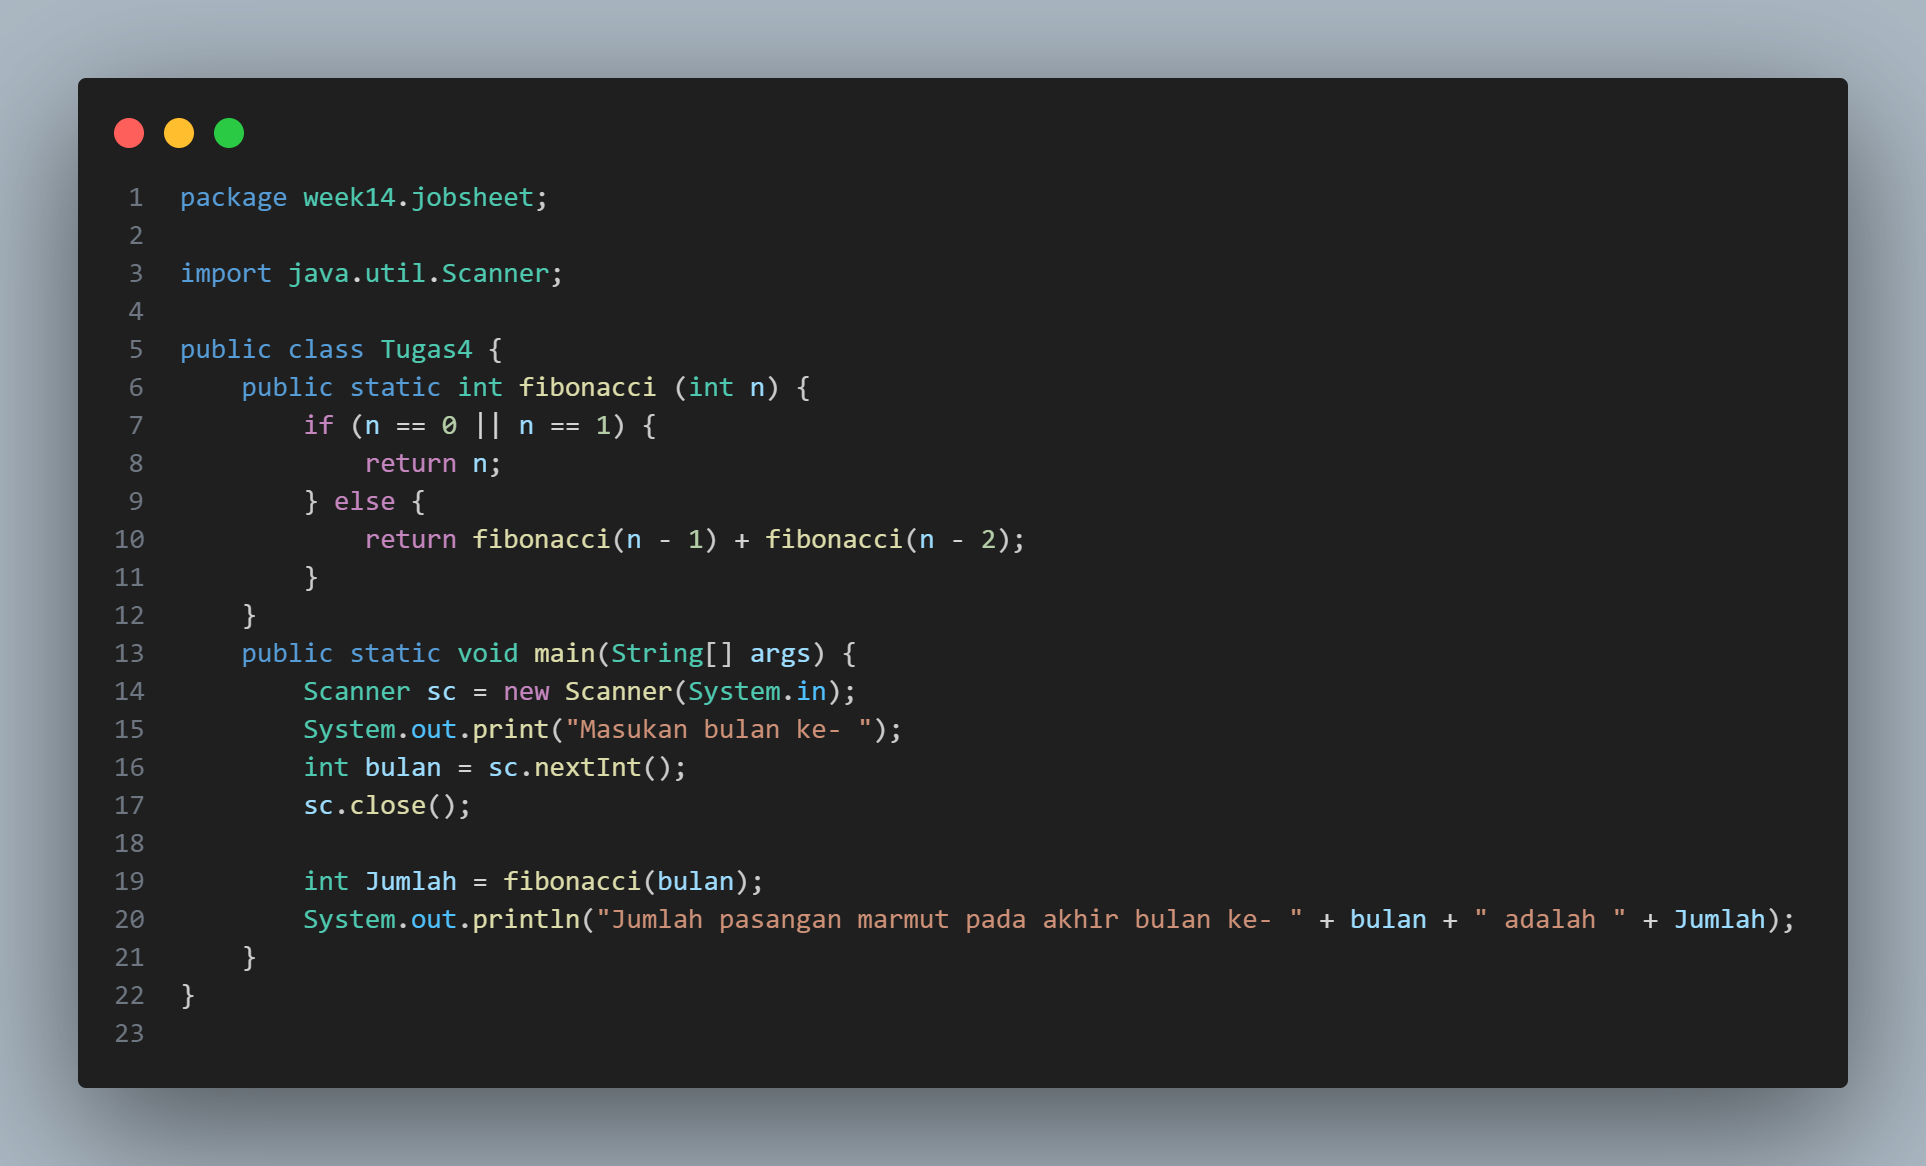 1 package week14.jobsheet;
2
3 import java.util.Scanner;
4
5 public class Tugas4 {
6     public static int fibonacci (int n) {
7         if (n == 0 || n == 1) {
8             return n;
9         } else {
10             return fibonacci(n - 1) + fibonacci(n - 2);
11         }
12     }
13     public static void main(String[] args) {
14         Scanner sc = new Scanner(System.in);
15         System.out.print("Masukan bulan ke- ");
16         int bulan = sc.nextInt();
17         sc.close();
18
19         int Jumlah = fibonacci(bulan);
20         System.out.println("Jumlah pasangan marmut pada akhir bulan ke- " + bulan + " adalah " + Jumlah);
21     }
22 }
23